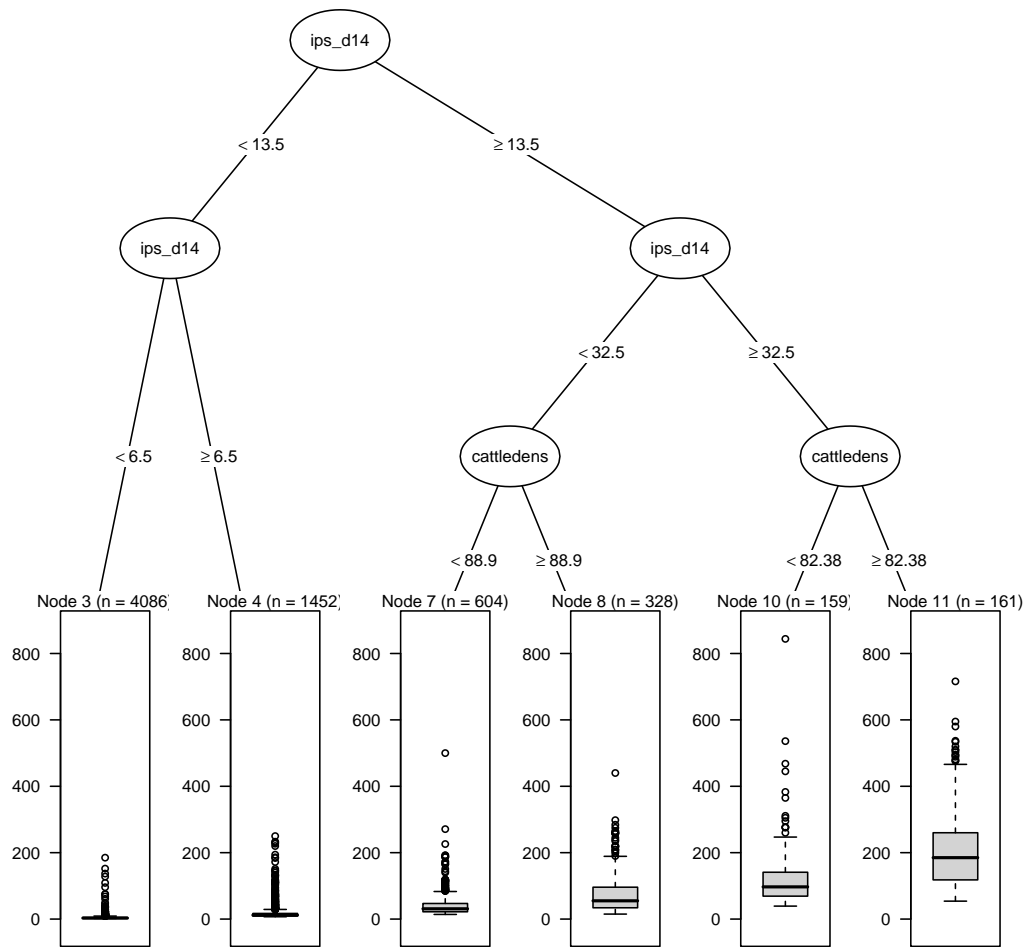 ips_d14
< 13.5
≥ 13.5
ips_d14
ips_d14
< 32.5
≥ 32.5
cattledens
cattledens
< 6.5
≥ 6.5
< 88.9
≥ 88.9
< 82.38
≥ 82.38
Node 3 (n = 4086)
Node 4 (n = 1452)
Node 7 (n = 604)
Node 8 (n = 328)
Node 10 (n = 159)
Node 11 (n = 161)
800 800 800 800 800 800
600 600 600 600 600 600
400 400 400 400 400 400
200 200 200 200 200 200
0 0 0 0 0 0